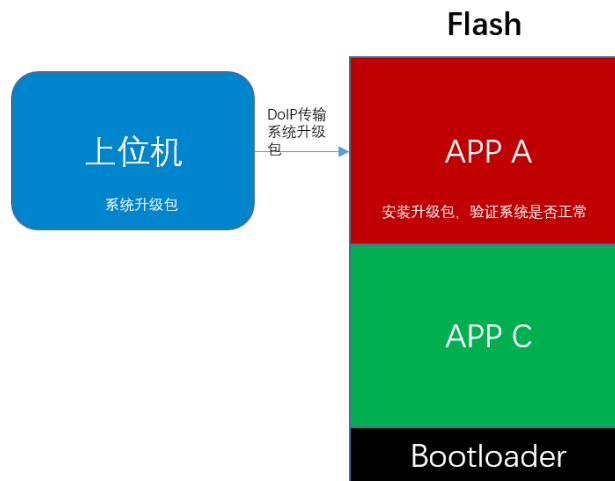 Flash
上位机
系统升级包
DoIP传输
系统升级
包
APP A
安装升级包，验证系统是否正常
APP C
Bootloader